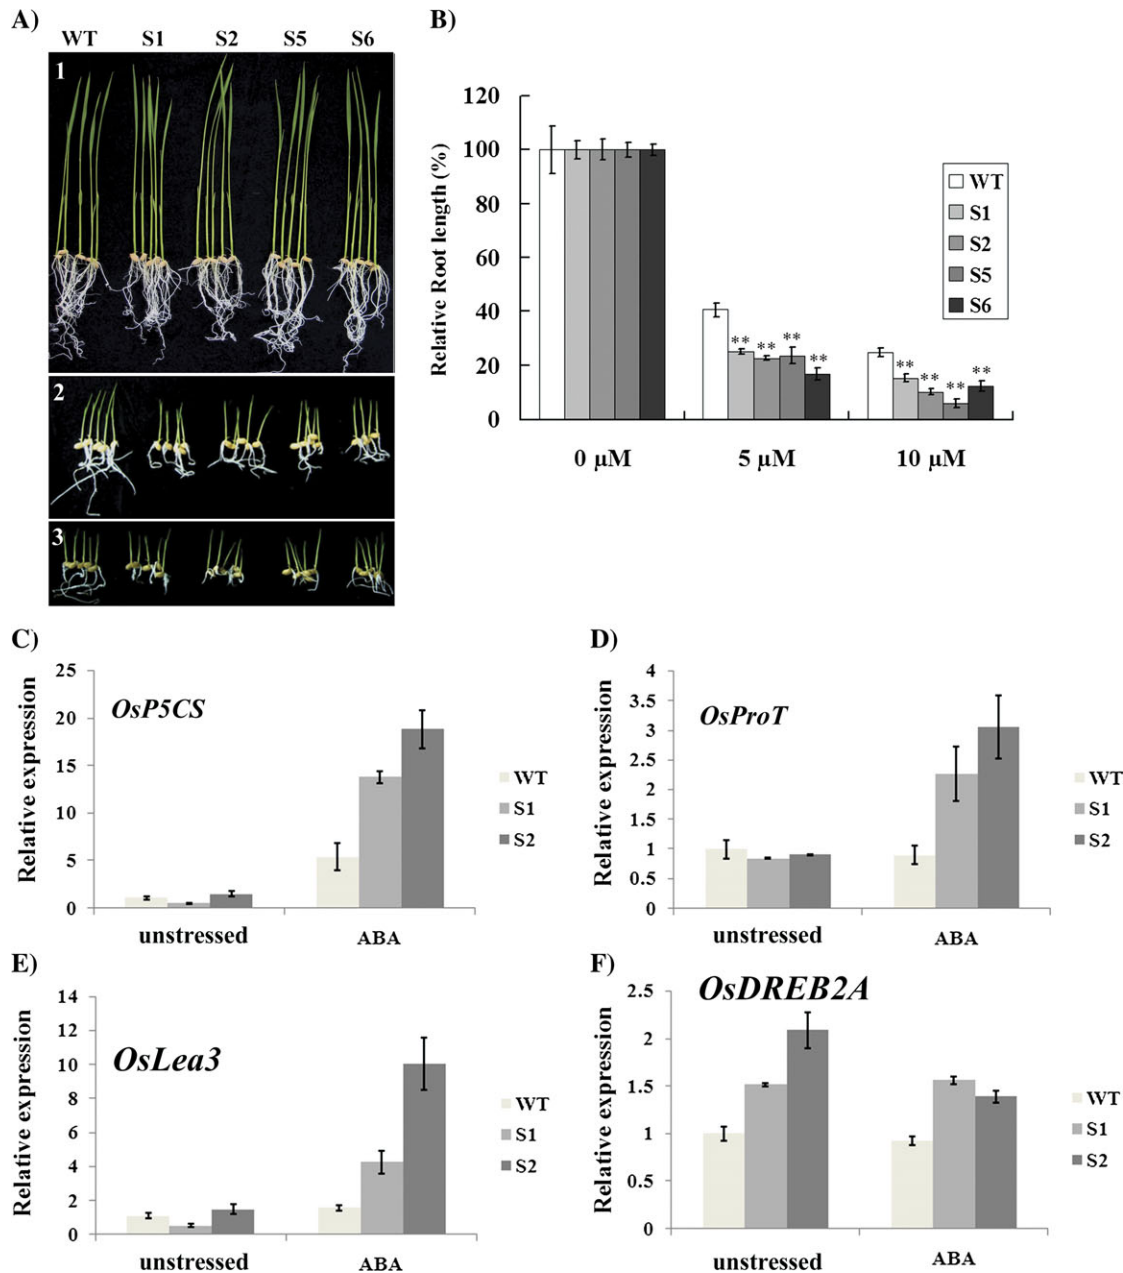 A)
WT S1 S2 S5 S6
1
2
3
B)
Relative Root length (%)
120
100
80
60
40
20
0
** ** ** **
** ** ** **
0 µM 5 µM 10 µM
WT
S1
S2
S5
S6
C)
Relative expression
25
20
15
10
5
0
OsP5CS
unstressed ABA
WT
S1
S2
D)
Relative expression
4
3.5
3
2.5
2
1.5
1
0.5
0
OsProT
unstressed ABA
WT
S1
S2
E)
Relative expression
14
12
10
8
6
4
2
0
OsLea3
unstressed ABA
WT
S1
S2
F)
Relative expression
2.5
2
1.5
1
0.5
0
OsDREB2A
unstressed ABA
WT
S1
S2